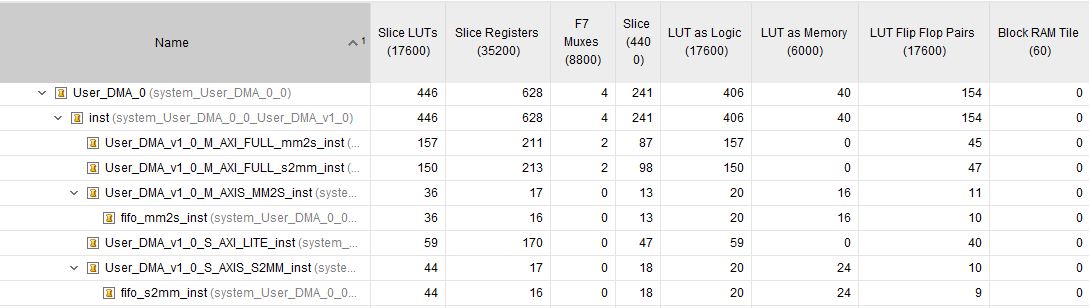 Name 1 Slice LUTs (17600) Slice Registers (35200) F7 Muxes (8800) Slice (440 0) LUT as Logic (17600) LUT as Memory (6000) LUT Flip Flop Pairs (17600) Block RAM Tile (60)
User_DMA_0 (system_User_DMA_0_0) 446 628 4 241 406 40 154 0
inst (system_User_DMA_0_0_User_DMA_v1_0) 446 628 4 241 406 40 154 0
User_DMA_v1_0_M_AXI_FULL_mm2s_inst (... 157 211 2 87 157 0 45 0
User_DMA_v1_0_M_AXI_FULL_s2mm_inst (... 150 213 2 98 150 0 47 0
User_DMA_v1_0_M_AXIS_MM2S_inst (syste... 36 17 0 13 20 16 11 0
fifo_mm2s_inst (system_User_DMA_0_0... 36 16 0 13 20 16 10 0
User_DMA_v1_0_S_AXI_LITE_inst (system_... 59 170 0 47 59 0 40 0
User_DMA_v1_0_S_AXIS_S2MM_inst (syste... 44 17 0 18 20 24 10 0
fifo_s2mm_inst (system_User_DMA_0_0... 44 16 0 18 20 24 9 0